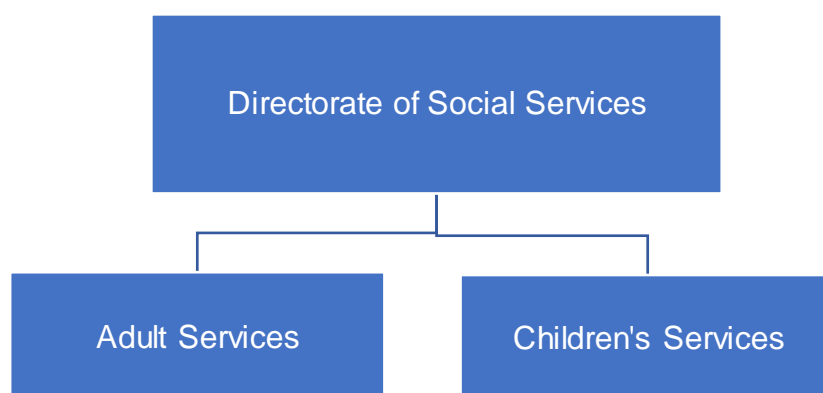 Directorate of Social Services
Adult Services
Children's Services